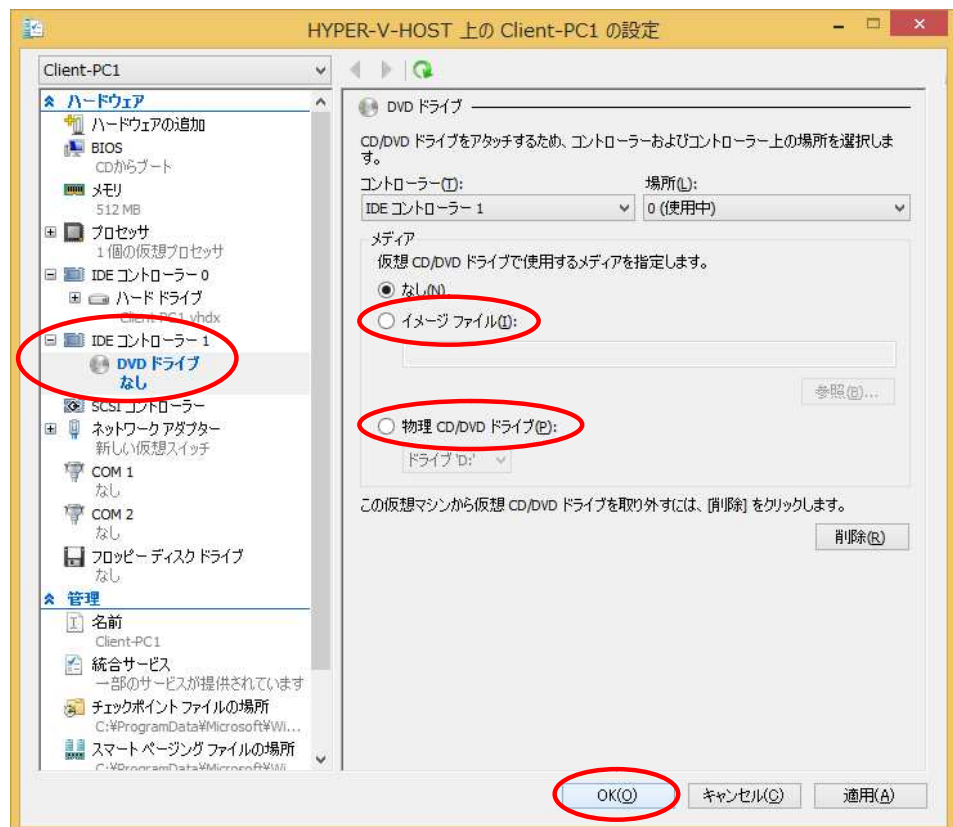 HYPER-V-HOST 上の Client-PC1 の設定
Client-PC1
ハードウェア
ハードウェアの追加
BIOS
CDからブート
メモリ
512 MB
プロセッサ
1 個の仮想プロセッサ
IDE コントローラー 0
ハード ドライブ
Client-PC1.vhdx
IDE コントローラー 1
DVD ドライブ
なし
SCSI コントローラー
ネットワーク アダプター
新しい仮想スイッチ
COM 1
なし
COM 2
なし
フロッピー ディスク ドライブ
なし
管理
名前
Client-PC1
統合サービス
一部のサービスが提供されています
チェックポイント ファイルの場所
C:¥ProgramData¥Microsoft¥Wi...
スマート ページング ファイルの場所
C:¥ProgramData¥Microsoft¥Wi...
DVD ドライブ
CD/DVD ドライブをアタッチするため、コントローラーおよびコントローラー上の場所を選択しま
す。
コントローラー(T): 場所(L):
IDE コントローラー 1 0 (使用中)
メディア
仮想 CD/DVD ドライブで使用するメディアを指定します。
なし(N)
イメージ ファイル(I):
参照(B)...
物理 CD/DVD ドライブ(P):
ドライブ 'D:'
この仮想マシンから仮想 CD/DVD ドライブを取り外すには、[削除] をクリックします。
削除(R)
OK(O) キャンセル(C) 適用(A)